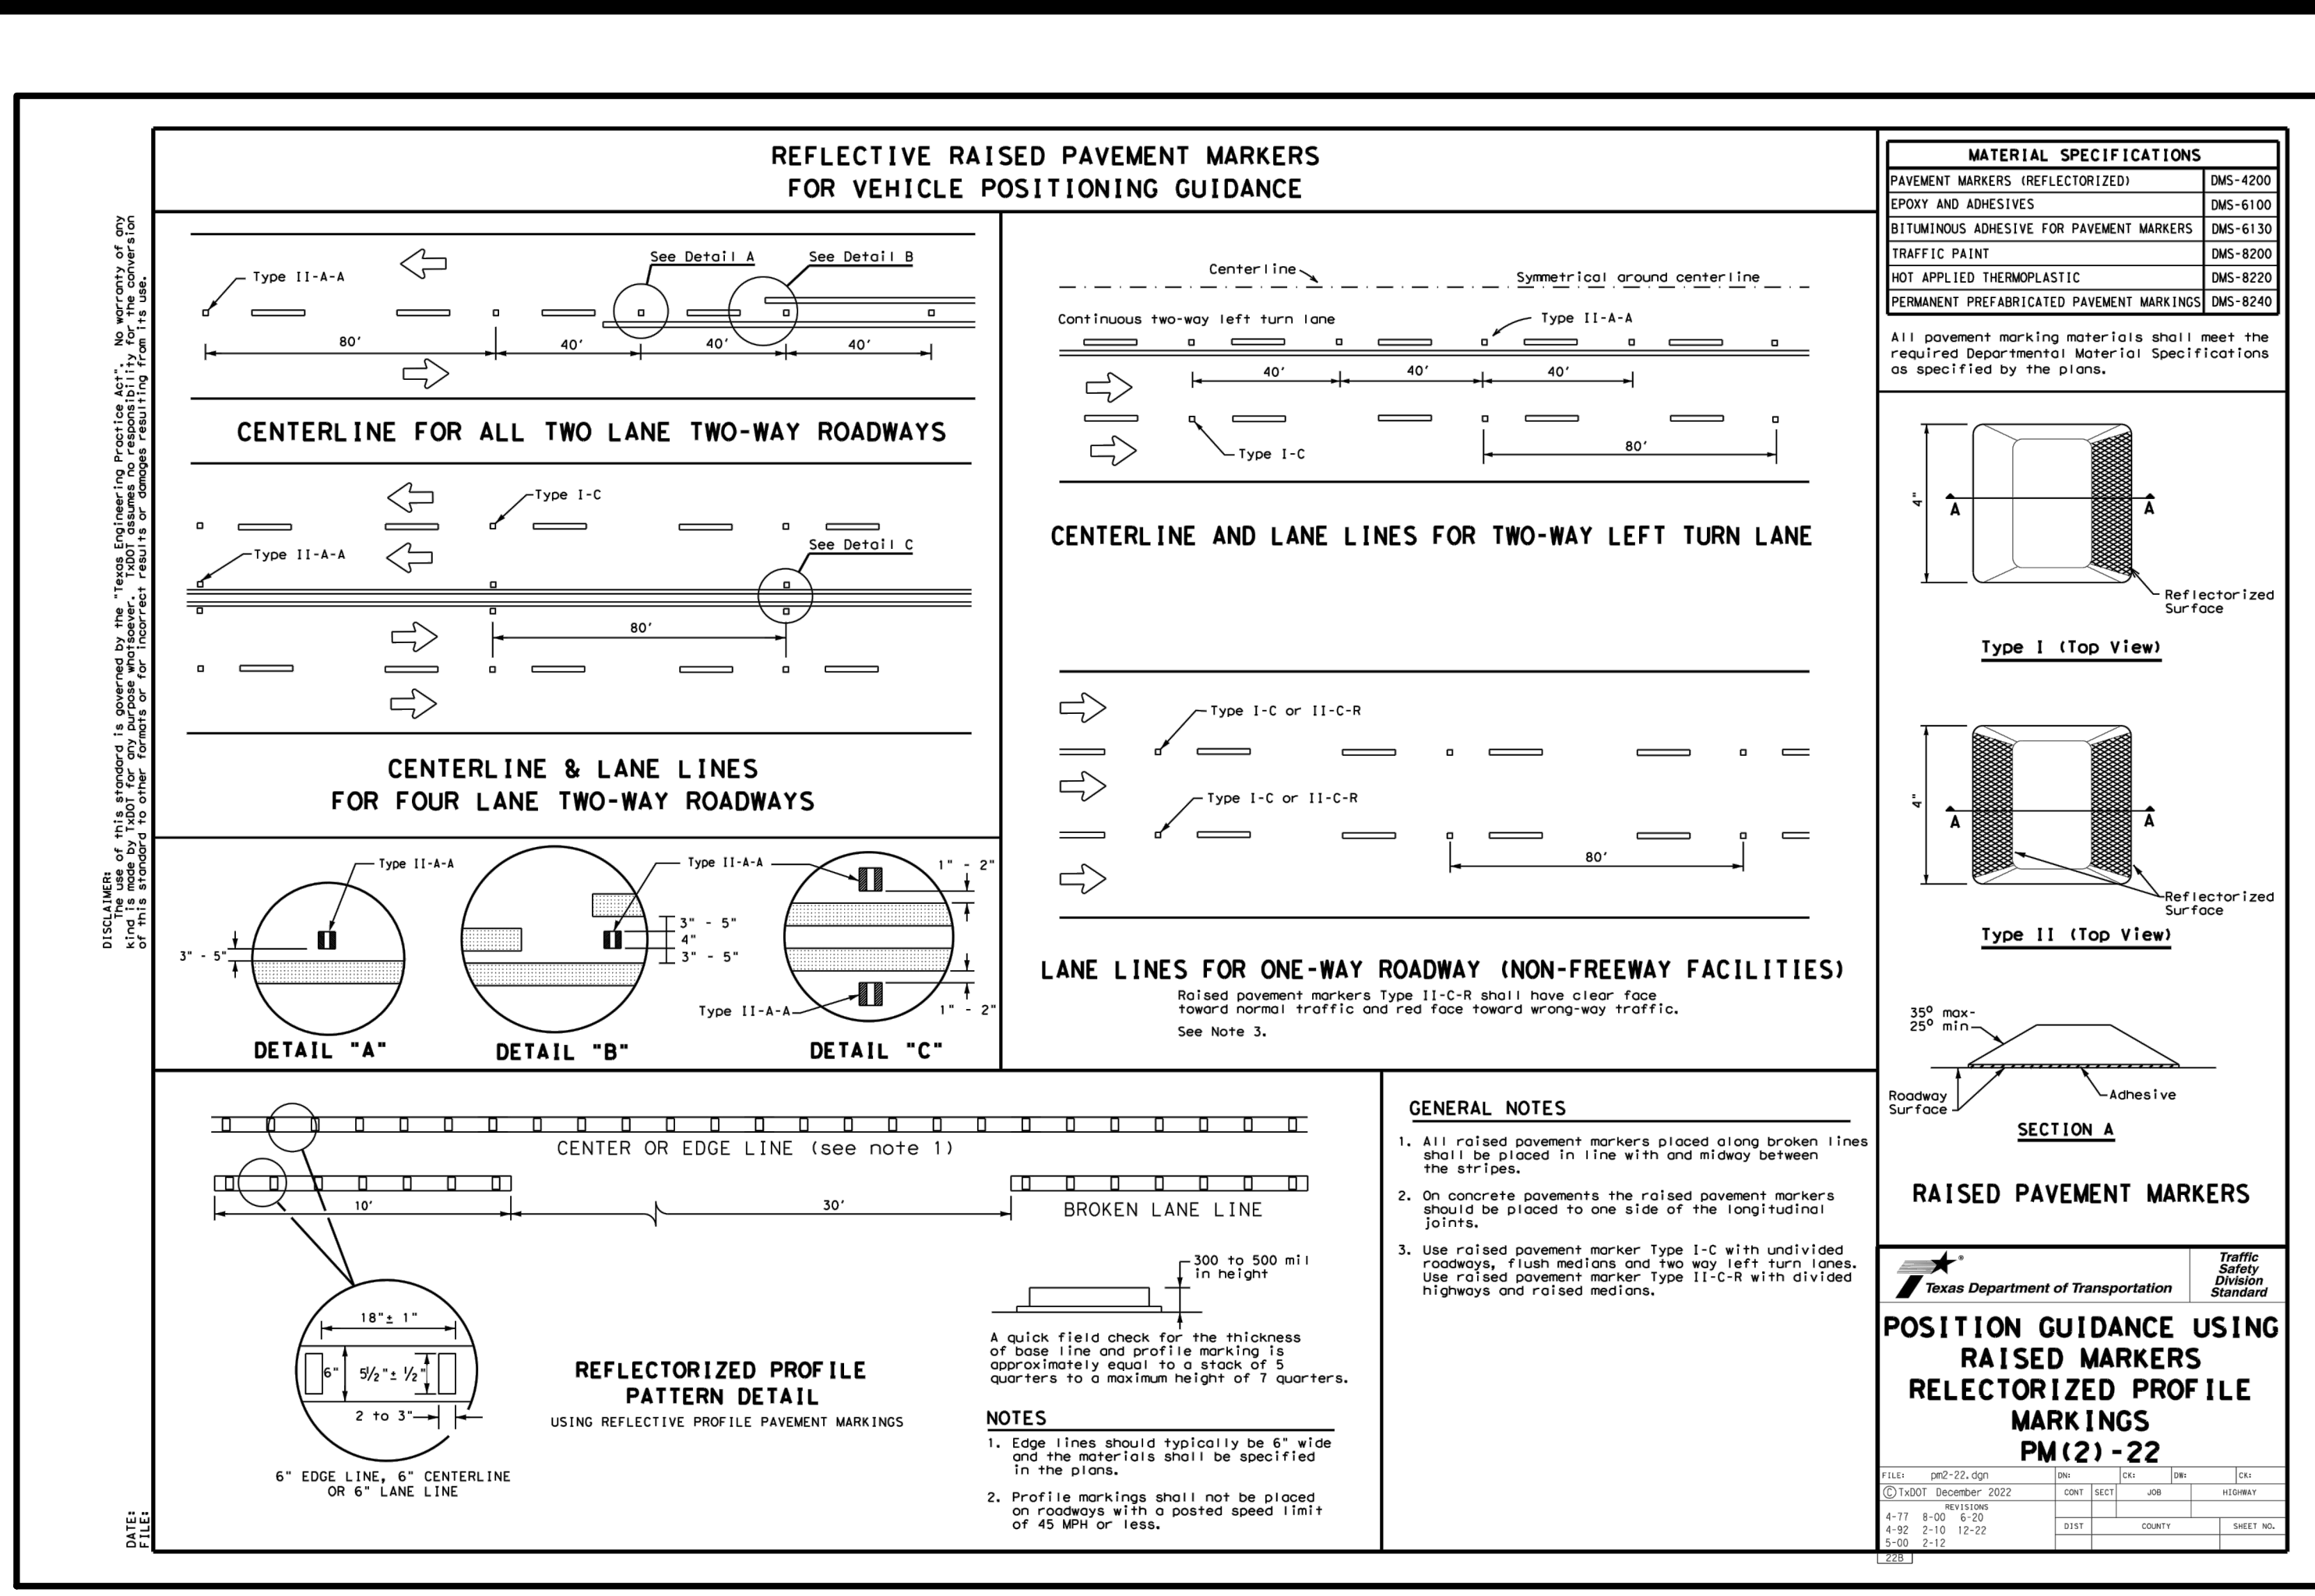 REFLECTIVE RAISED PAVEMENT MARKERS
FOR VEHICLE POSITIONING GUIDANCE
DISCLAIMER:
The use of this standard is governed by the "Texas Engineering Practice Act". No warranty of any
kind is made by TxDOT for any purpose whatsoever. TxDOT assumes no responsibility for the conversion
of this standard to other formats or for incorrect results or damages resulting from its use.
DATE:
FILE:
Type II-A-A
See Detail A
See Detail B
80'
40'
40'
40'
CENTERLINE FOR ALL TWO LANE TWO-WAY ROADWAYS
Type I-C
Type II-A-A
See Detail C
80'
CENTERLINE & LANE LINES
FOR FOUR LANE TWO-WAY ROADWAYS
Type II-A-A
3" - 5"
DETAIL "A"
Type II-A-A
3" - 5"
4"
3" - 5"
DETAIL "B"
1" - 2"
Type II-A-A
1" - 2"
DETAIL "C"
Centerline
Symmetrical around centerline
Continuous two-way left turn lane
Type II-A-A
40'
40'
40'
Type I-C
80'
CENTERLINE AND LANE LINES FOR TWO-WAY LEFT TURN LANE
Type I-C or II-C-R
Type I-C or II-C-R
80'
LANE LINES FOR ONE-WAY ROADWAY (NON-FREEWAY FACILITIES)
Raised pavement markers Type II-C-R shall have clear face
toward normal traffic and red face toward wrong-way traffic.
See Note 3.
CENTER OR EDGE LINE (see note 1)
10'
30'
BROKEN LANE LINE
18"± 1"
6"
5½"± ½"
2 to 3"
6" EDGE LINE, 6" CENTERLINE
OR 6" LANE LINE
REFLECTORIZED PROFILE
PATTERN DETAIL
USING REFLECTIVE PROFILE PAVEMENT MARKINGS
300 to 500 mil
in height
A quick field check for the thickness
of base line and profile marking is
approximately equal to a stack of 5
quarters to a maximum height of 7 quarters.
NOTES
1. Edge lines should typically be 6" wide
and the materials shall be specified
in the plans.
2. Profile markings shall not be placed
on roadways with a posted speed limit
of 45 MPH or less.
GENERAL NOTES
1. All raised pavement markers placed along broken lines
shall be placed in line with and midway between
the stripes.
2. On concrete pavements the raised pavement markers
should be placed to one side of the longitudinal
joints.
3. Use raised pavement marker Type I-C with undivided
roadways, flush medians and two way left turn lanes.
Use raised pavement marker Type II-C-R with divided
highways and raised medians.
MATERIAL SPECIFICATIONS
PAVEMENT MARKERS (REFLECTORIZED) DMS-4200
EPOXY AND ADHESIVES DMS-6100
BITUMINOUS ADHESIVE FOR PAVEMENT MARKERS DMS-6130
TRAFFIC PAINT DMS-8200
HOT APPLIED THERMOPLASTIC DMS-8220
PERMANENT PREFABRICATED PAVEMENT MARKINGS DMS-8240
All pavement marking materials shall meet the
required Departmental Material Specifications
as specified by the plans.
4"
A
A
Reflectorized
Surface
Type I (Top View)
4"
A
A
Reflectorized
Surface
Type II (Top View)
35° max-
25° min
Roadway
Surface
Adhesive
SECTION A
RAISED PAVEMENT MARKERS
®
Texas Department of Transportation
Traffic
Safety
Division
Standard
POSITION GUIDANCE USING
RAISED MARKERS
RELECTORIZED PROFILE
MARKINGS
PM(2)-22
FILE: pm2-22.dgn DN: CK: DW: CK:
© TxDOT December 2022 CONT SECT JOB HIGHWAY
REVISIONS
4-77 8-00 6-20
4-92 2-10 12-22
5-00 2-12
DIST COUNTY SHEET NO.
22B